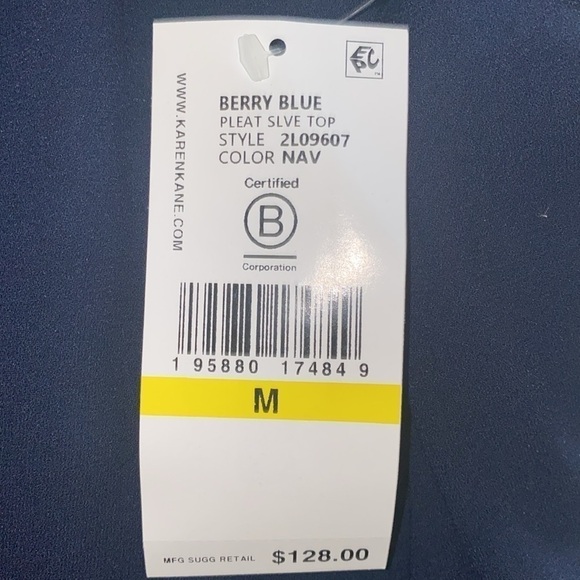 WWW.KARENKANE.COM
EPC
BERRY BLUE
PLEAT SLVE TOP
STYLE 2L09607
COLOR NAV
Certified
B
Corporation
1 95880 17484 9
M
MFG SUGG RETAIL $128.00